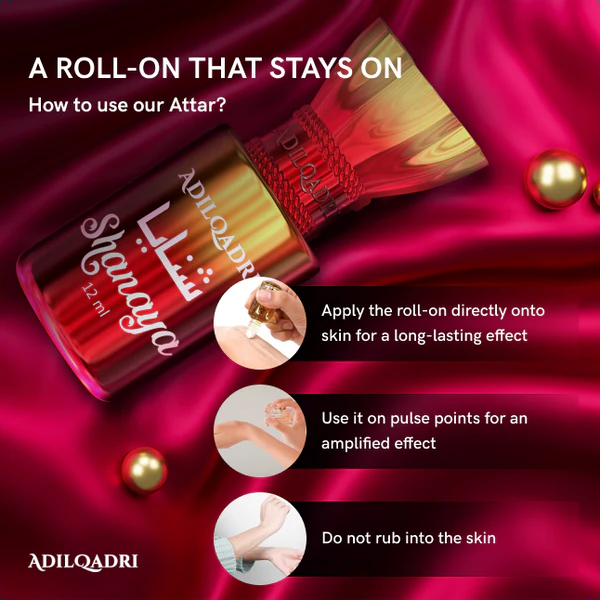 A ROLL-ON THAT STAYS ON
How to use our Attar?
ADILQADRI
ADILQADRI
شنايا
Shanaya
12 ml
Apply the roll-on directly onto
skin for a long-lasting effect
Use it on pulse points for an
amplified effect
Do not rub into the skin
ADILQADRI